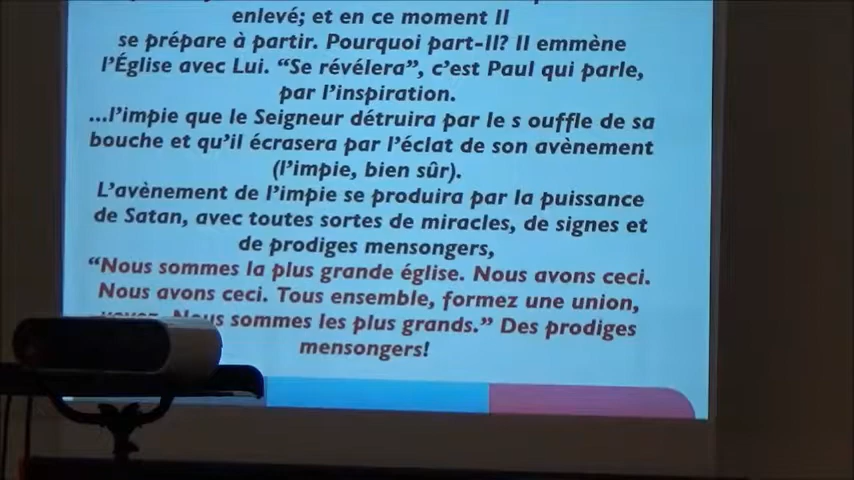 enlevé; et en ce moment Il
se prépare à partir. Pourquoi part-Il? Il emmène
l’Église avec Lui. “Se révélera”, c’est Paul qui parle,
par l’inspiration.
...l’impie que le Seigneur détruira par le s ouffle de sa
bouche et qu’il écrasera par l’éclat de son avènement
(l’impie, bien sûr).
L’avènement de l’impie se produira par la puissance
de Satan, avec toutes sortes de miracles, de signes et
de prodiges mensongers,
“Nous sommes la plus grande église. Nous avons ceci.
Nous avons ceci. Tous ensemble, formez une union,
Nous sommes les plus grands.” Des prodiges
mensongers!